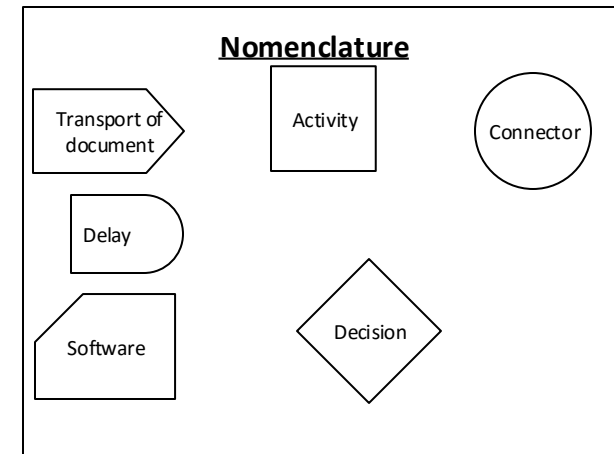 Nomenclature
Transport of
document
Activity
Connector
Delay
Software
Decision